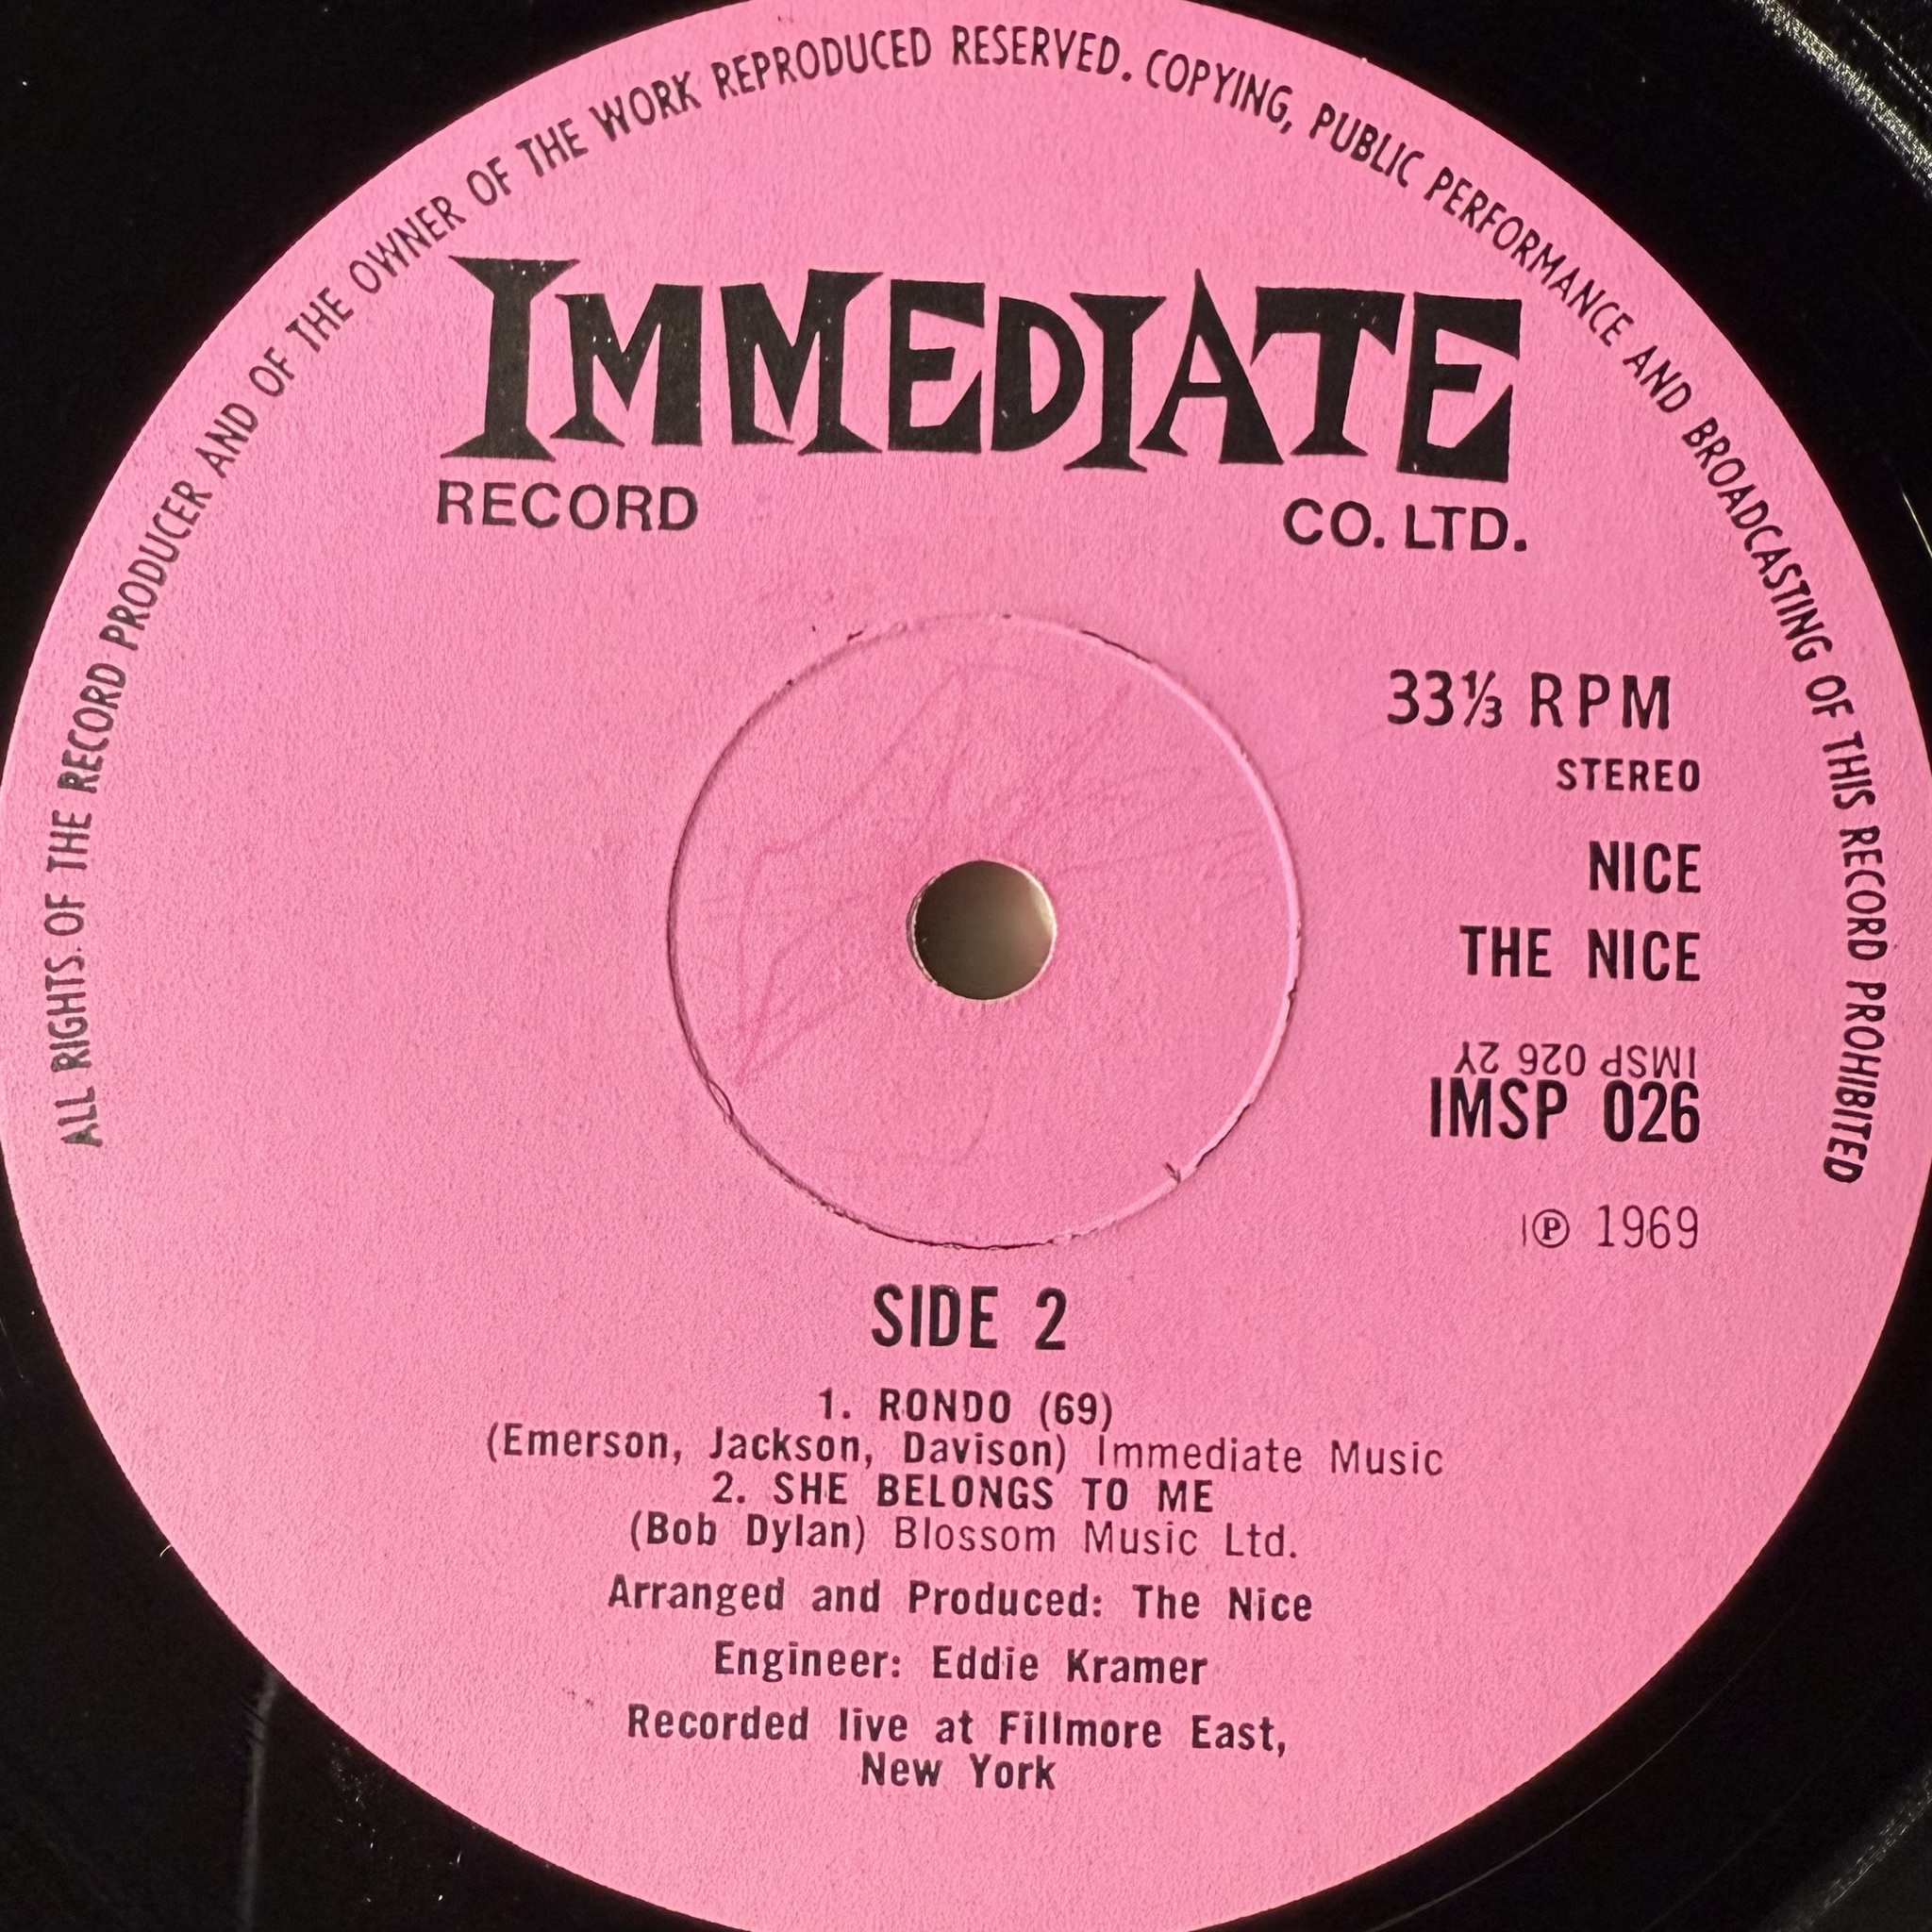 ALL RIGHTS. OF THE RECORD PRODUCER AND OF THE OWNER OF THE WORK REPRODUCED RESERVED. COPYING, PUBLIC PERFORMANCE AND BROADCASTING OF THIS RECORD PROHIBITED
IMMEDIATE
RECORD CO. LTD.
33⅓ RPM
STEREO
NICE
THE NICE
IMSP 026 2Y
IMSP 026
℗ 1969
SIDE 2
1. RONDO (69)
(Emerson, Jackson, Davison) Immediate Music
2. SHE BELONGS TO ME
(Bob Dylan) Blossom Music Ltd.
Arranged and Produced: The Nice
Engineer: Eddie Kramer
Recorded live at Fillmore East,
New York